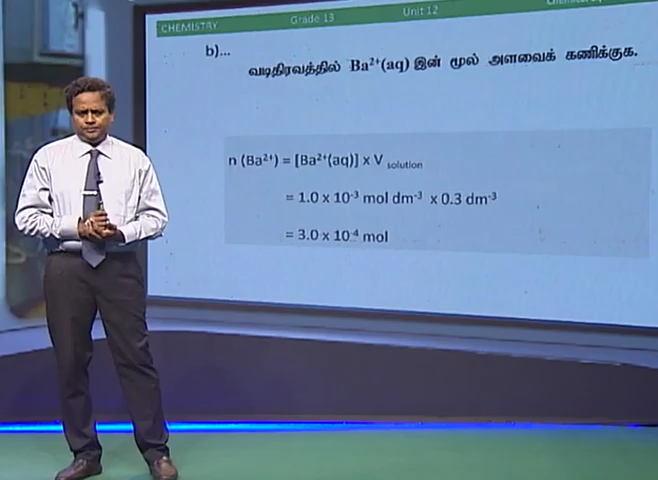 CHEMISTRY Grade 13 Unit 12
b)...
வடிதிரவத்தில் Ba²⁺(aq) இன் மூல் அளவைக் கணிக்குக.
n (Ba²⁺) = [Ba²⁺(aq)] x V solution
= 1.0 x 10⁻³ mol dm⁻³ x 0.3 dm⁻³
= 3.0 x 10⁻⁴ mol